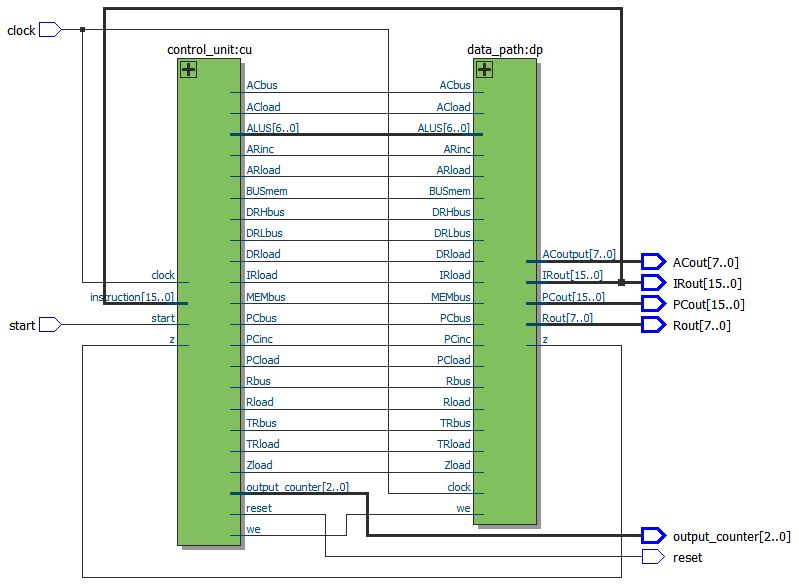 clock
control_unit:cu
data_path:dp
ACbus
ACbus
ACload
ACload
ALUS[6..0]
ALUS[6..0]
ARinc
ARinc
ARload
ARload
BUSmem
BUSmem
DRHbus
DRHbus
DRLbus
DRLbus
DRload
DRload
ACoutput[7..0]
ACout[7..0]
clock
IRload
IRload
IRout[15..0]
IRout[15..0]
instruction[15..0]
MEMbus
MEMbus
PCout[15..0]
PCout[15..0]
start
start
PCbus
PCbus
Rout[7..0]
Rout[7..0]
z
PCinc
PCinc
z
PCload
PCload
Rbus
Rbus
Rload
Rload
TRbus
TRbus
TRload
TRload
Zload
Zload
output_counter[2..0]
clock
reset
we
we
output_counter[2..0]
reset